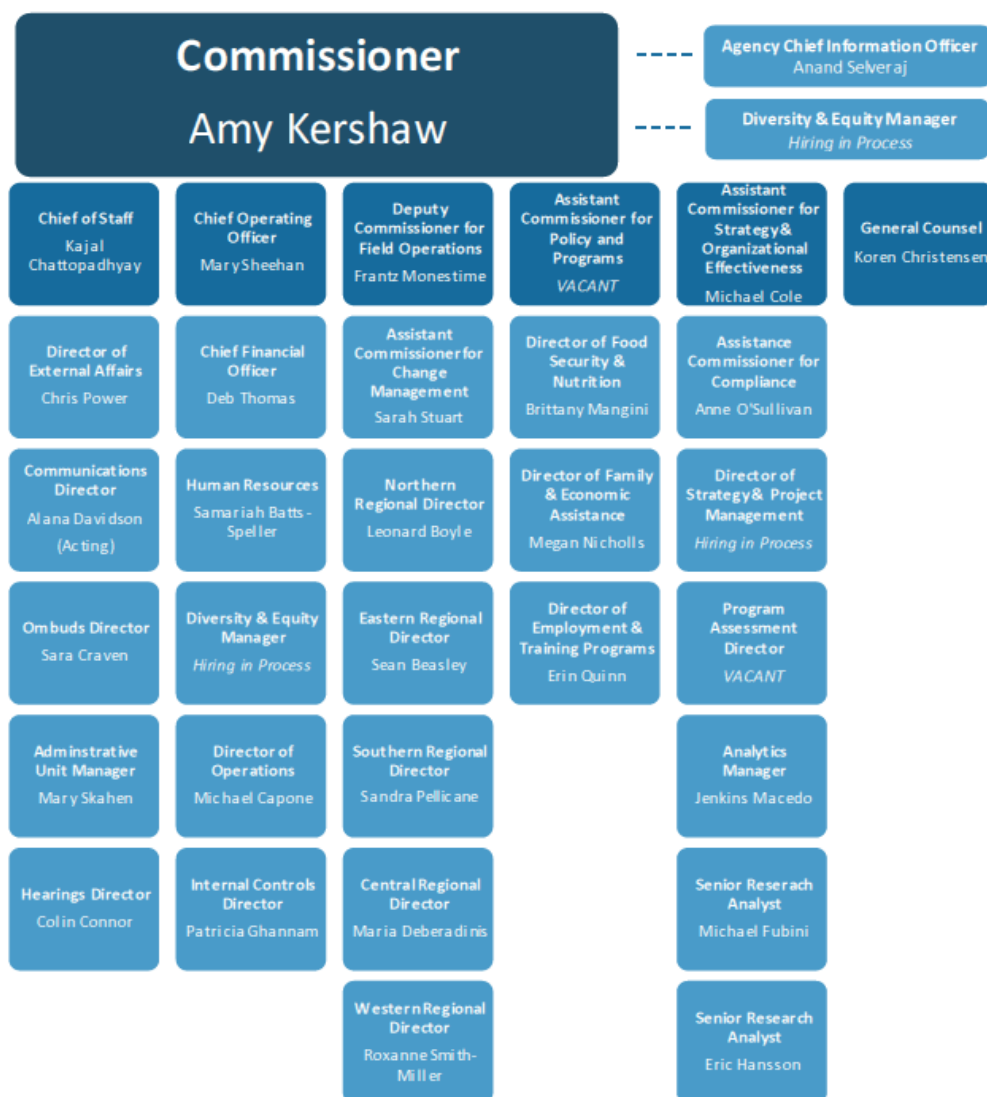 Commissioner
Amy Kershaw
Agency Chief Information Officer
Anand Selveraj
Diversity & Equity Manager
Hiring in Process
Chief of Staff
Kajal
Chattopadhyay
Chief Operating
Officer
Mary Sheehan
Deputy
Commissioner for
Field Operations
Frantz Monestime
Assistant
Commissioner for
Policy and
Programs
VACANT
Assistant
Commissioner for
Strategy &
Organizational
Effectiveness
Michael Cole
General Counsel
Koren Christensen
Director of
External Affairs
Chris Power
Chief Financial
Officer
Deb Thomas
Assistant
Commissioner for
Change
Management
Sarah Stuart
Director of Food
Security &
Nutrition
Brittany Mangini
Assistance
Commissioner for
Compliance
Anne O'Sullivan
Communications
Director
Alana Davidson
(Acting)
Human Resources
Samariah Batts-
Speller
Northern
Regional Director
Leonard Boyle
Director of Family
& Economic
Assistance
Megan Nicholls
Director of
Strategy & Project
Management
Hiring in Process
Ombuds Director
Sara Craven
Diversity & Equity
Manager
Hiring in Process
Eastern Regional
Director
Sean Beasley
Director of
Employment &
Training Programs
Erin Quinn
Program
Assessment
Director
VACANT
Adminstrative
Unit Manager
Mary Skahen
Director of
Operations
Michael Capone
Southern Regional
Director
Sandra Pellicane
Analytics
Manager
Jenkins Macedo
Hearings Director
Colin Connor
Internal Controls
Director
Patricia Ghannam
Central Regional
Director
Maria Deberadinis
Senior Reserach
Analyst
Michael Fubini
Western Regional
Director
Roxanne Smith-
Miller
Senior Research
Analyst
Eric Hansson